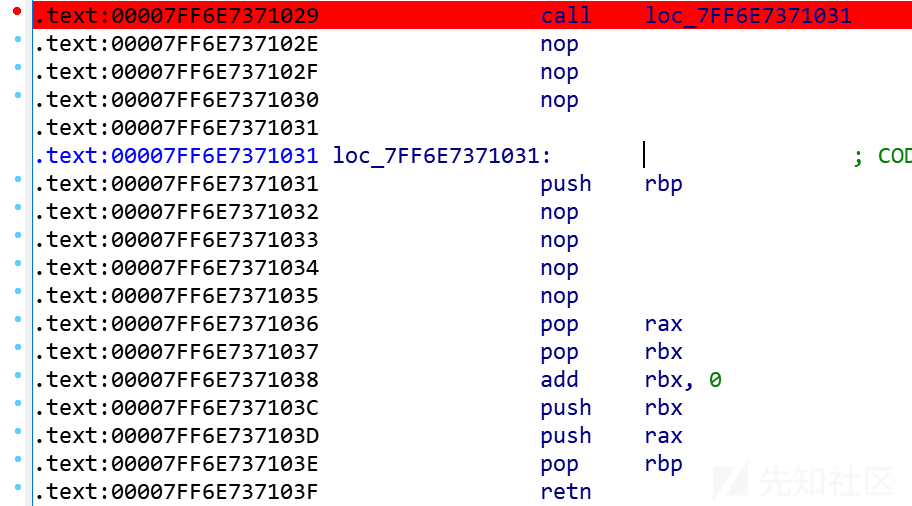 .text:00007FF6E7371029 call loc_7FF6E7371031
.text:00007FF6E737102E nop
.text:00007FF6E737102F nop
.text:00007FF6E7371030 nop
.text:00007FF6E7371031
.text:00007FF6E7371031 loc_7FF6E7371031: ; COD
.text:00007FF6E7371031 push rbp
.text:00007FF6E7371032 nop
.text:00007FF6E7371033 nop
.text:00007FF6E7371034 nop
.text:00007FF6E7371035 nop
.text:00007FF6E7371036 pop rax
.text:00007FF6E7371037 pop rbx
.text:00007FF6E7371038 add rbx, 0
.text:00007FF6E737103C push rbx
.text:00007FF6E737103D push rax
.text:00007FF6E737103E pop rbp
.text:00007FF6E737103F retn
先知社区